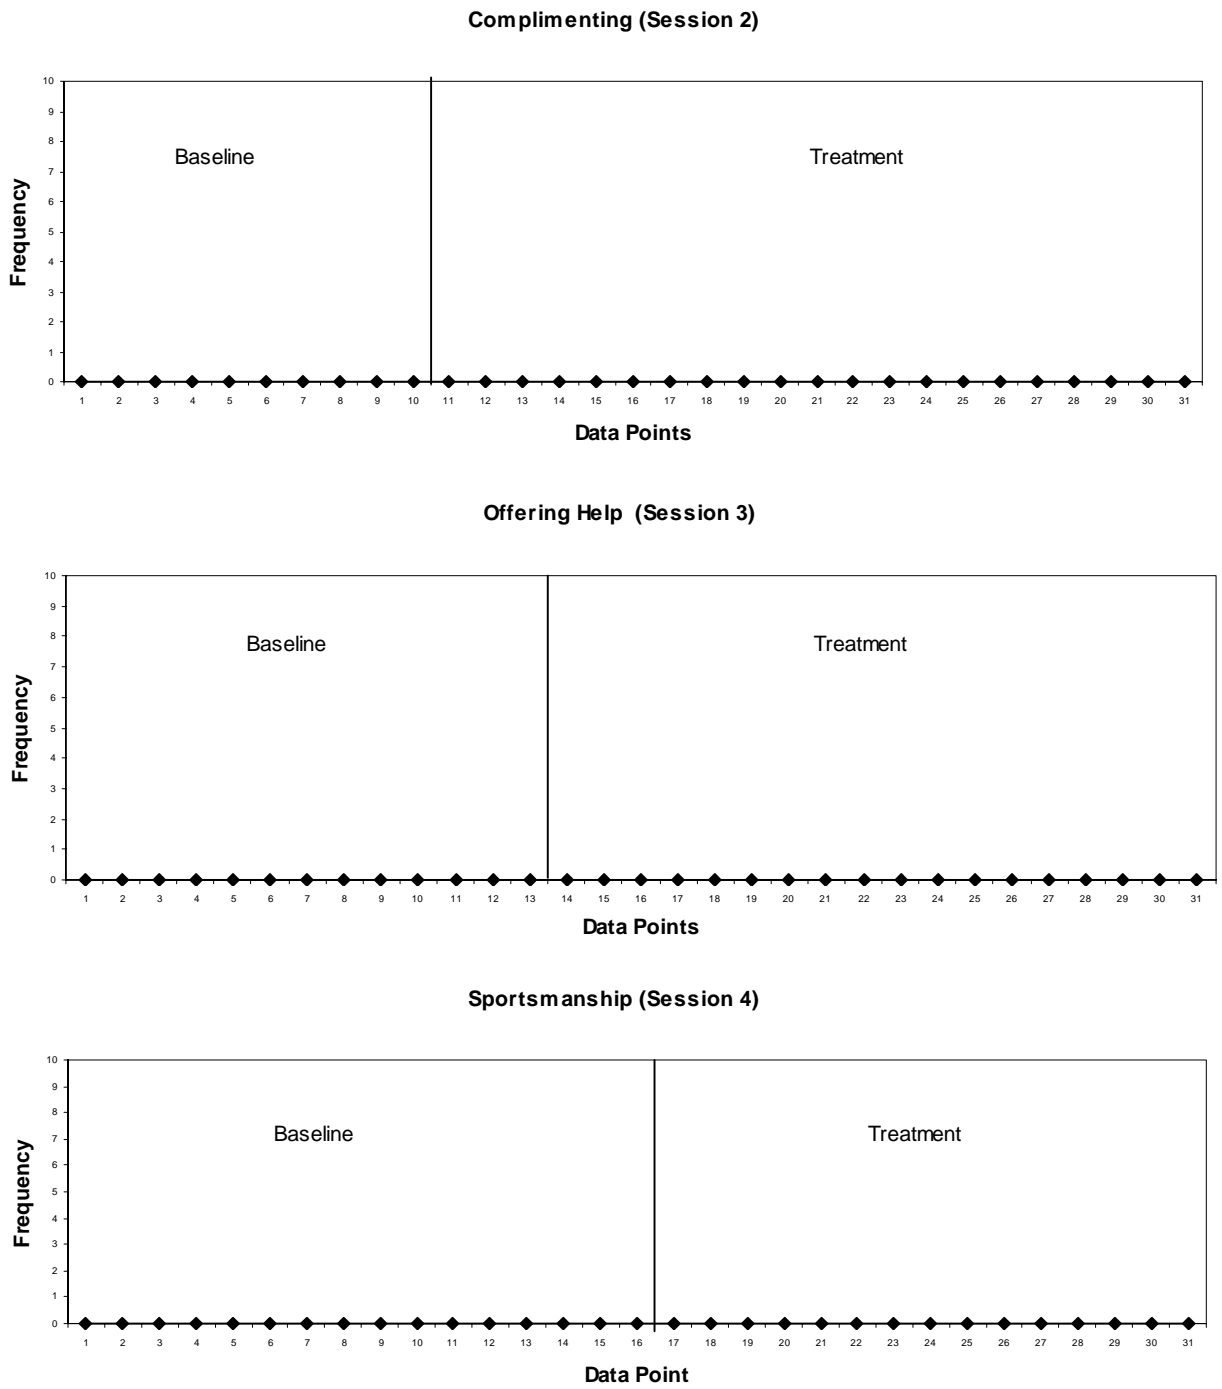 Complimenting (Session 2)
10
9
8
7
6
5
4
3
2
1
0
Frequency
Baseline
Treatment
1 2 3 4 5 6 7 8 9 10 11 12 13 14 15 16 17 18 19 20 21 22 23 24 25 26 27 28 29 30 31
Data Points
Offering Help (Session 3)
10
9
8
7
6
5
4
3
2
1
0
Frequency
Baseline
Treatment
1 2 3 4 5 6 7 8 9 10 11 12 13 14 15 16 17 18 19 20 21 22 23 24 25 26 27 28 29 30 31
Data Points
Sportsmanship (Session 4)
10
9
8
7
6
5
4
3
2
1
0
Frequency
Baseline
Treatment
1 2 3 4 5 6 7 8 9 10 11 12 13 14 15 16 17 18 19 20 21 22 23 24 25 26 27 28 29 30 31
Data Point